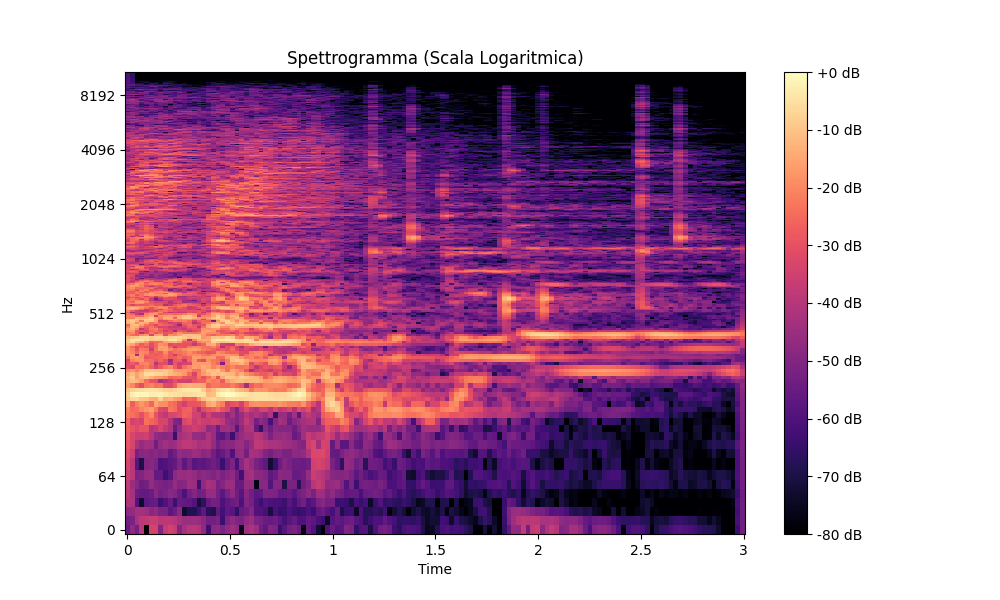 Spettrogramma (Scala Logaritmica)
Hz
8192
4096
2048
1024
512
256
128
64
0
0
0.5
1
1.5
2
2.5
3
Time
+0 dB
-10 dB
-20 dB
-30 dB
-40 dB
-50 dB
-60 dB
-70 dB
-80 dB